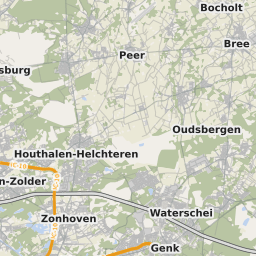 Bocholt
Bree
Peer
sburg
Oudsbergen
Houthalen-Helchteren
n-Zolder
Waterschei
Zonhoven
Genk